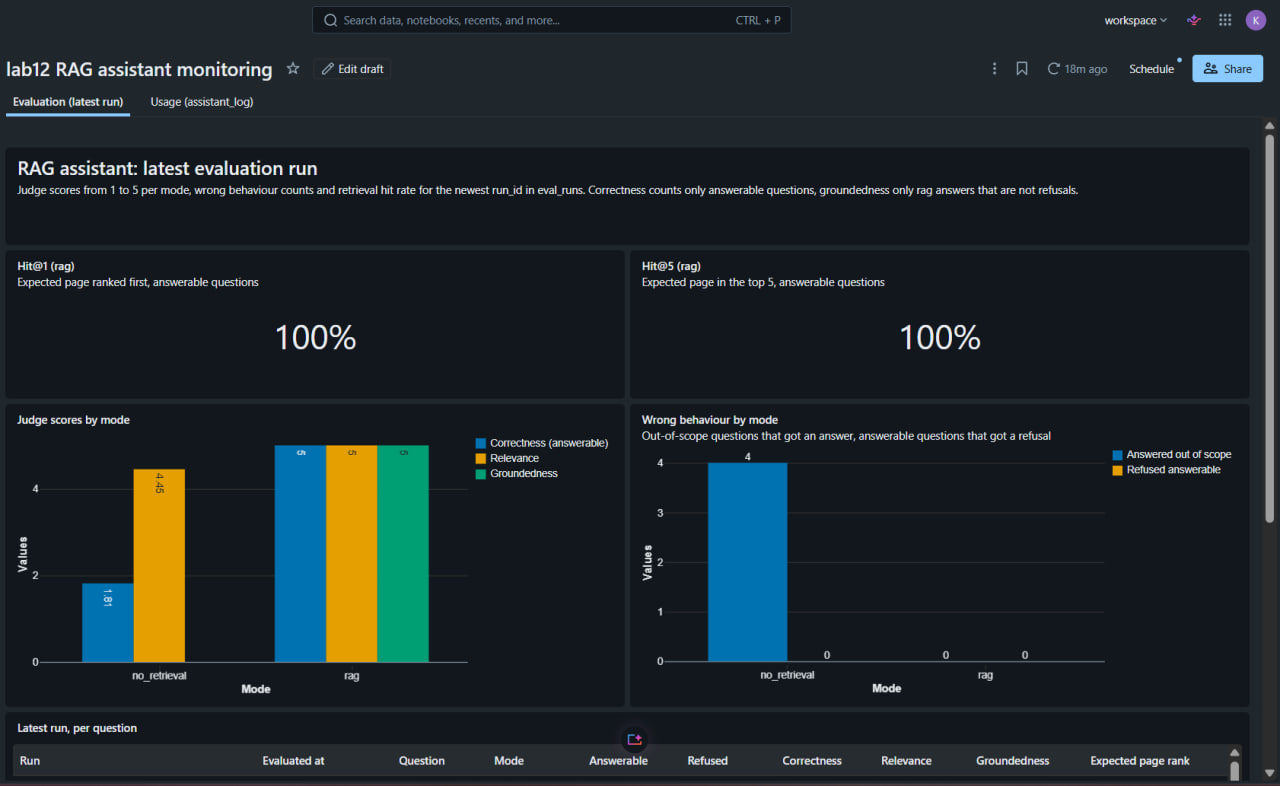 Search data, notebooks, recents, and more...
CTRL + P
workspace
K
lab12 RAG assistant monitoring
Edit draft
18m ago
Schedule
Share
Evaluation (latest run)
Usage (assistant_log)
RAG assistant: latest evaluation run
Judge scores from 1 to 5 per mode, wrong behaviour counts and retrieval hit rate for the newest run_id in eval_runs. Correctness counts only answerable questions, groundedness only rag answers that are not refusals.
Hit@1 (rag)
Expected page ranked first, answerable questions
100%
Hit@5 (rag)
Expected page in the top 5, answerable questions
100%
Judge scores by mode
Correctness (answerable)
Relevance
Groundedness
Values
4
2
0
1.81
4.45
5
5
5
no_retrieval
rag
Mode
Wrong behaviour by mode
Out-of-scope questions that got an answer, answerable questions that got a refusal
Answered out of scope
Refused answerable
Values
4
3
2
1
0
4
0
0
0
no_retrieval
rag
Mode
Latest run, per question
Run
Evaluated at
Question
Mode
Answerable
Refused
Correctness
Relevance
Groundedness
Expected page rank